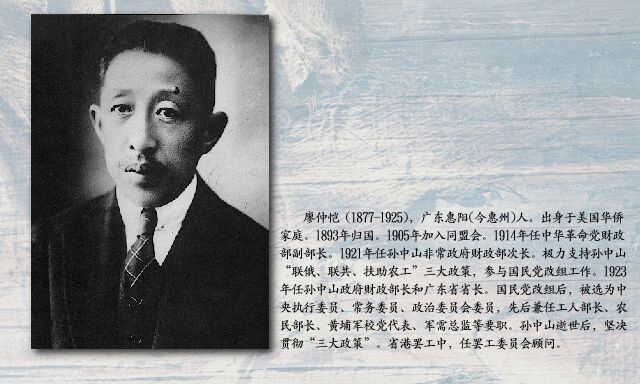 廖仲恺（1877-1925），广东惠阳(今惠州)人。出身于美国华侨
家庭。1893年归国。1905年加入同盟会。1914年任中华革命党财政
部副部长。1921年任孙中山非常政府财政部次长。极力支持孙中山
“联俄、联共、扶助农工”三大政策，参与国民党改组工作。1923
年任孙中山政府财政部长和广东省省长。国民党改组后，被选为中
央执行委员、常务委员、政治委员会委员，先后兼任工人部长、农
民部长、黄埔军校党代表、军需总监等要职。孙中山逝世后，坚决
贯彻“三大政策”。省港罢工中，任罢工委员会顾问。